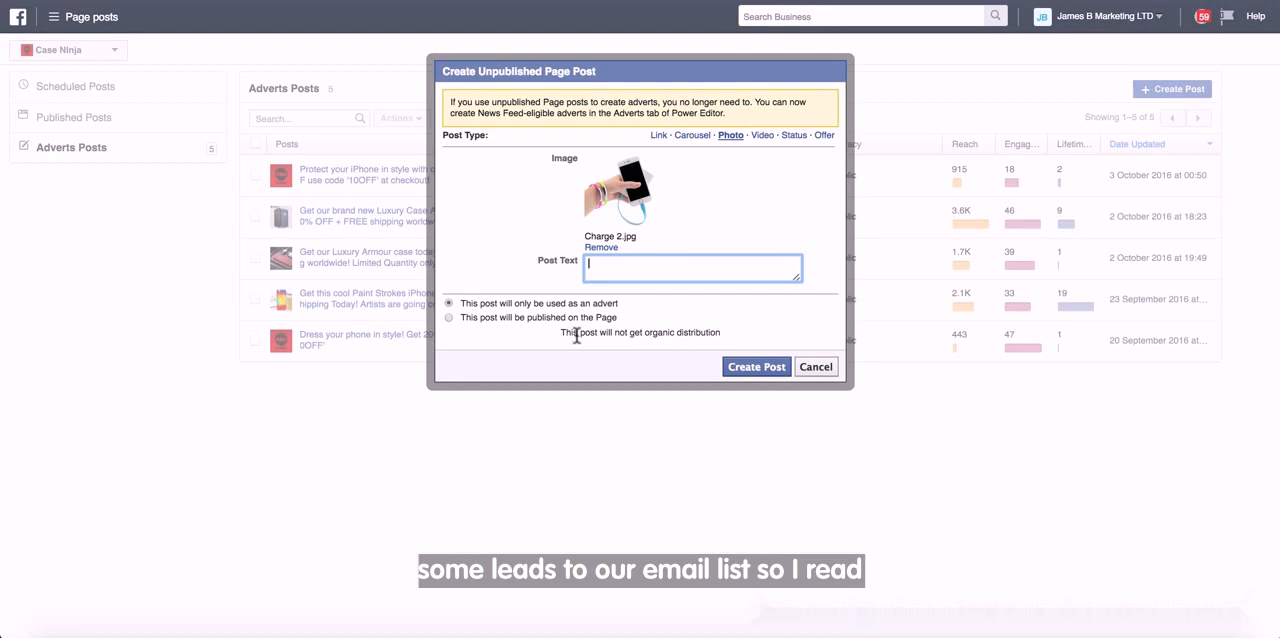 Page posts
Search Business
JB James B Marketing LTD
59
Help
Case Ninja
Scheduled Posts
Published Posts
Adverts Posts
5
Adverts Posts 5
+ Create Post
Search...
Actions
Showing 1–5 of 5
Posts
acy
Reach
Engag...
Lifetim...
Date Updated
Protect your iPhone in style with c
F use code '10OFF' at checkout!
blic
915
18
2
3 October 2016 at 00:50
Get our brand new Luxury Case A
0% OFF + FREE shipping worldw
blic
3.6K
46
9
2 October 2016 at 18:23
Get our Luxury Armour case toda
g worldwide! Limited Quantity only
blic
1.7K
39
1
2 October 2016 at 19:49
Get this cool Paint Strokes iPhone
hipping Today! Artists are going c
blic
2.1K
33
19
23 September 2016 at...
Dress your phone in style! Get 20
0OFF'
blic
443
47
1
20 September 2016 at...
Create Unpublished Page Post
If you use unpublished Page posts to create adverts, you no longer need to. You can now
create News Feed-eligible adverts in the Adverts tab of Power Editor.
Post Type:
Link · Carousel · Photo · Video · Status · Offer
Image
Charge 2.jpg
Remove
Post Text
This post will only be used as an advert
This post will be published on the Page
This post will not get organic distribution
Create Post
Cancel
some leads to our email list so I read